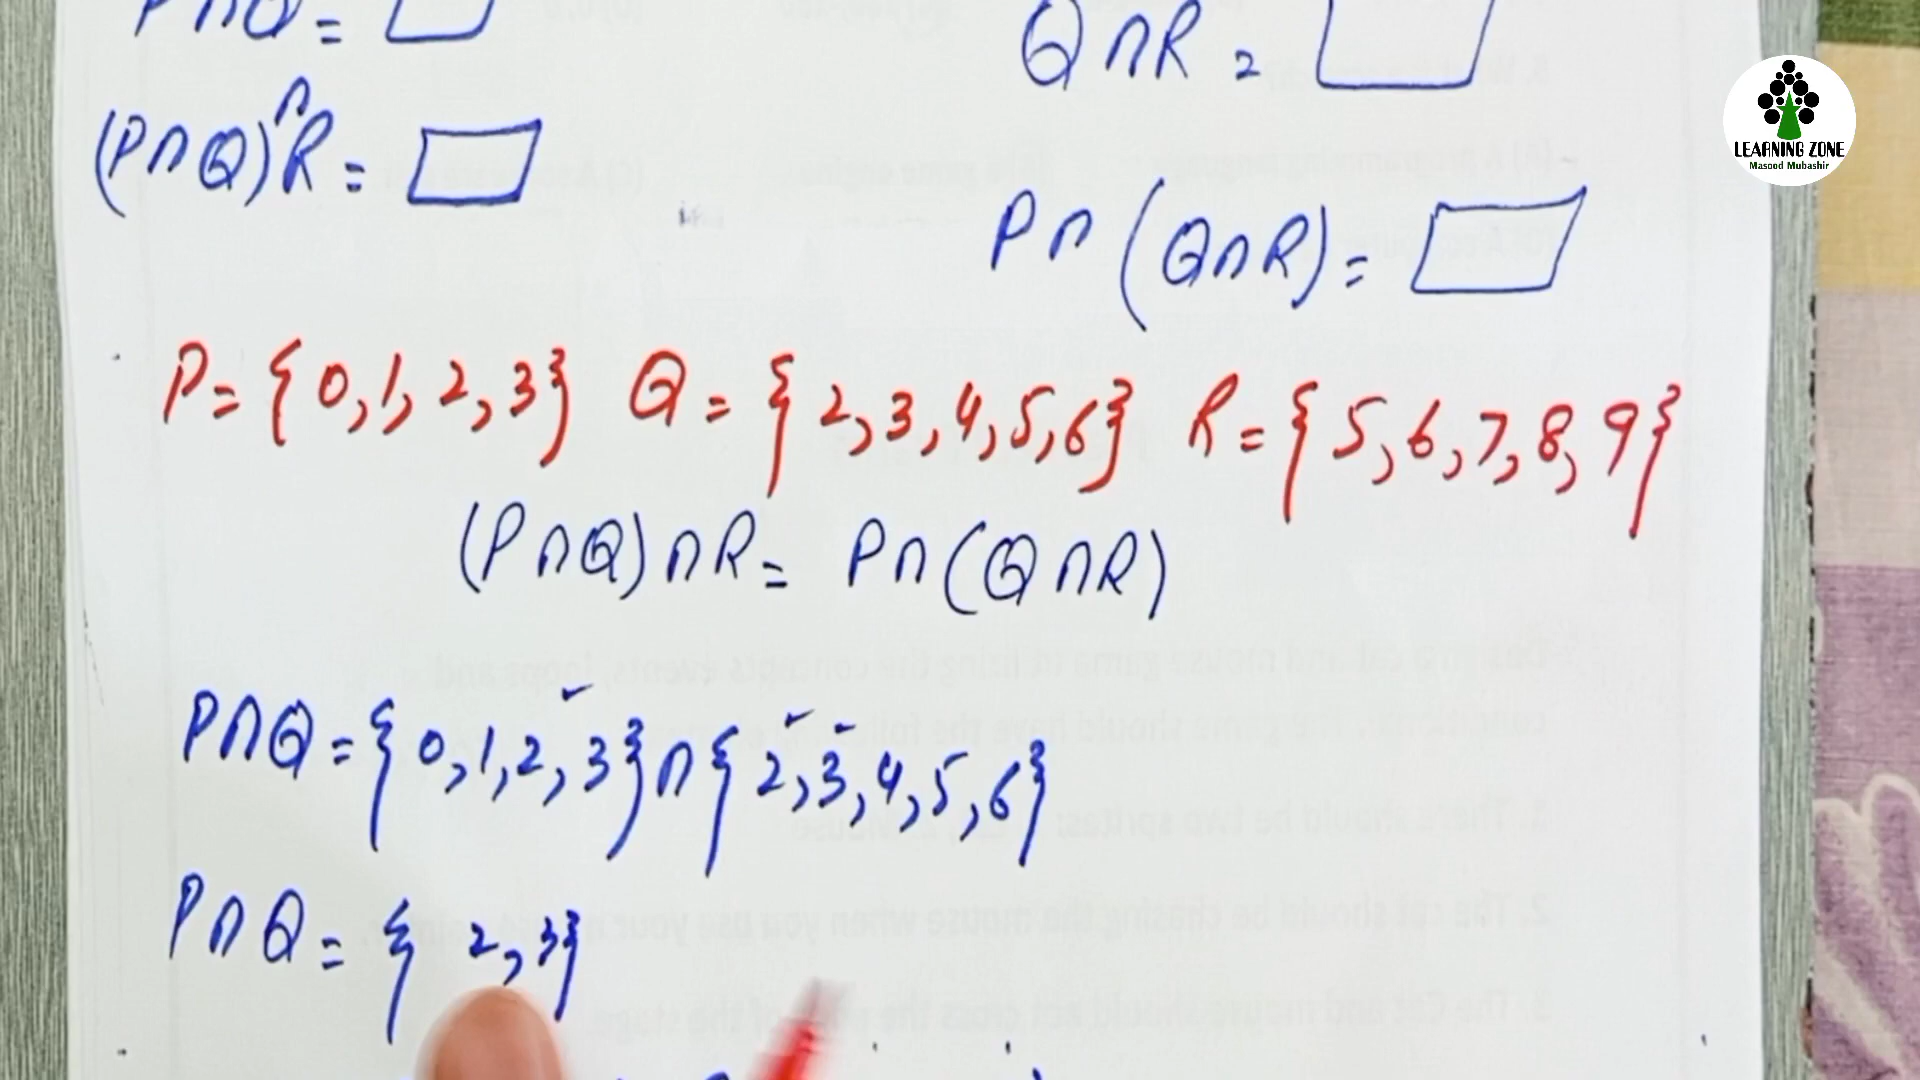 P∩Q = 
Q∩R =
(P∩Q)∩R =
P∩(Q∩R) =
P = {0,1,2,3} Q = {2,3,4,5,6} R = {5,6,7,8,9}
(P∩Q)∩R = P∩(Q∩R)
P∩Q = {0,1,2,3}∩{2,3,4,5,6}
P∩Q = {2,3}
LEARNING ZONE
Masood Mubashir